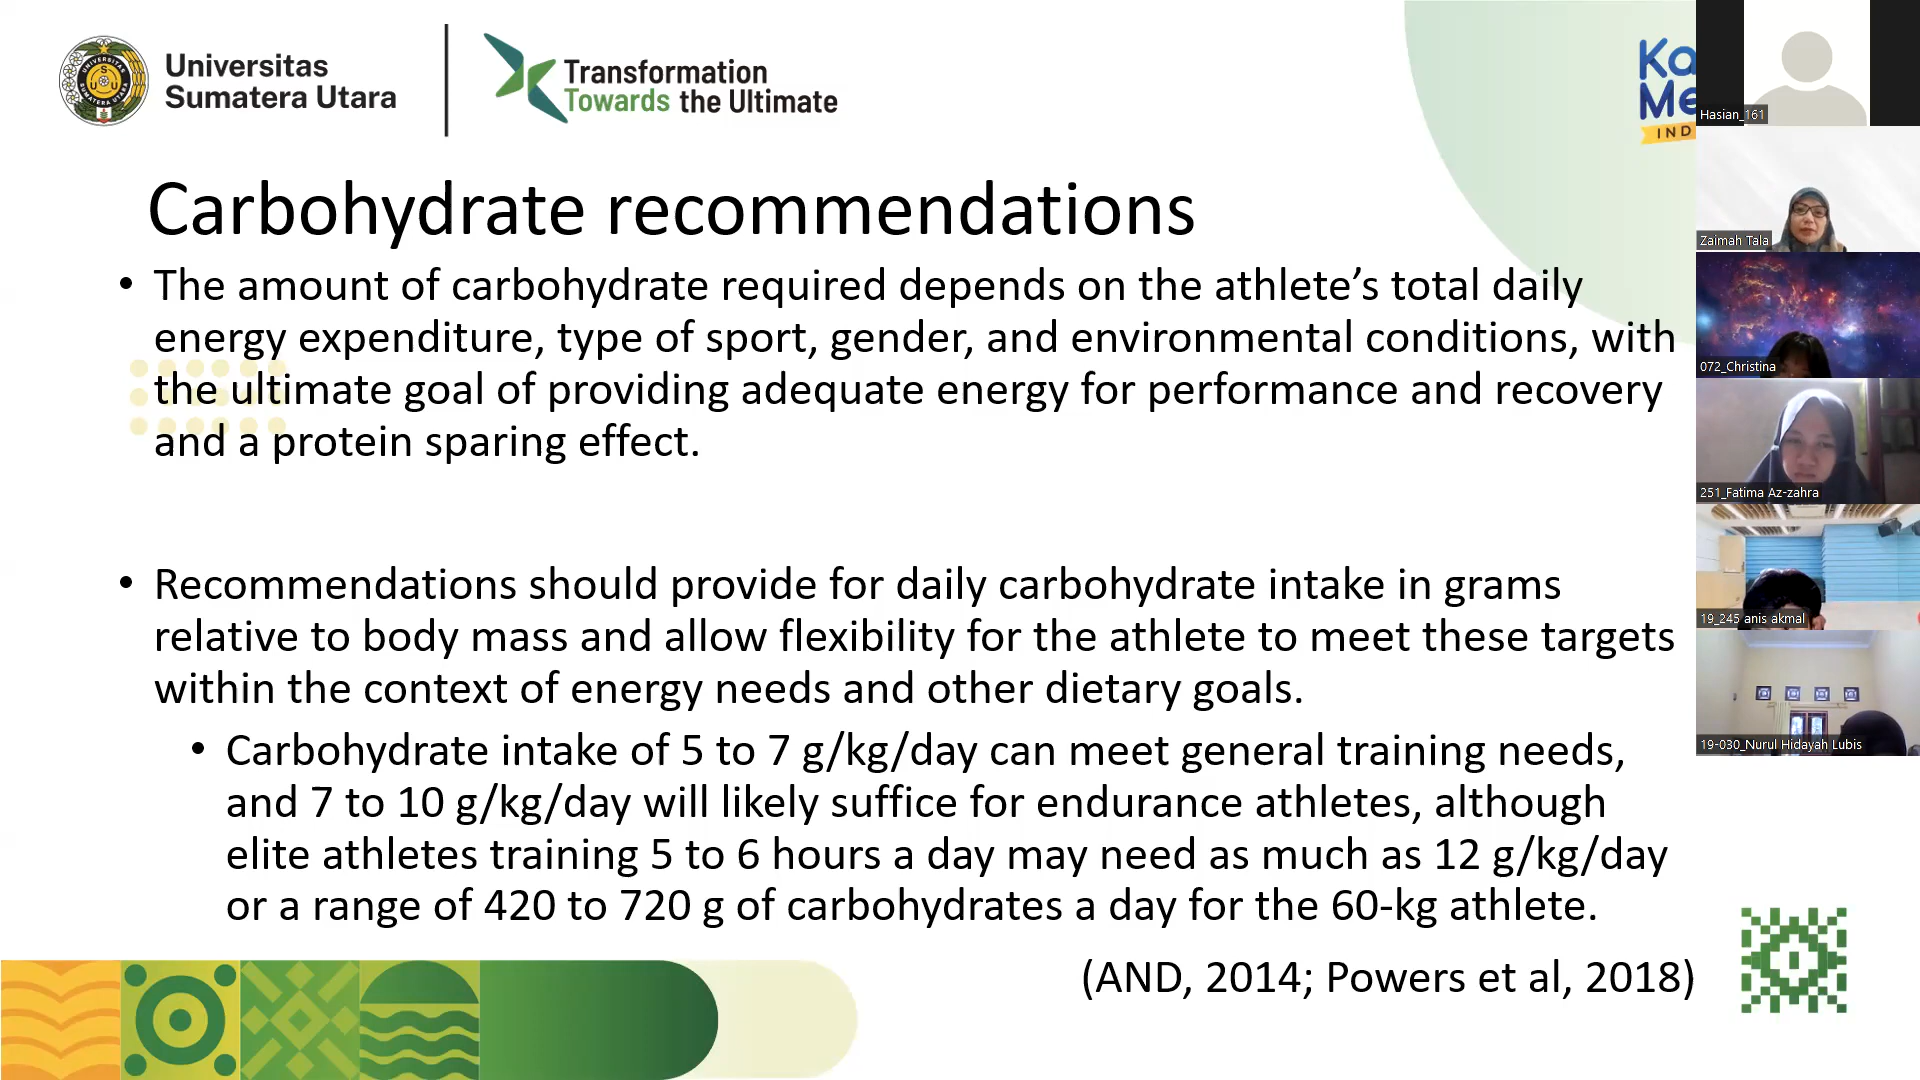 Universitas
Sumatera Utara
Transformation
Towards the Ultimate
Ka
Me
IND
Carbohydrate recommendations
• The amount of carbohydrate required depends on the athlete’s total daily
energy expenditure, type of sport, gender, and environmental conditions, with
the ultimate goal of providing adequate energy for performance and recovery
and a protein sparing effect.
• Recommendations should provide for daily carbohydrate intake in grams
relative to body mass and allow flexibility for the athlete to meet these targets
within the context of energy needs and other dietary goals.
• Carbohydrate intake of 5 to 7 g/kg/day can meet general training needs,
and 7 to 10 g/kg/day will likely suffice for endurance athletes, although
elite athletes training 5 to 6 hours a day may need as much as 12 g/kg/day
or a range of 420 to 720 g of carbohydrates a day for the 60-kg athlete.
(AND, 2014; Powers et al, 2018)
Hasian_161
Zaimah Tala
072_Christina
251_Fatima Az-zahra
19_245 anis akmal
19-030_Nurul Hidayah Lubis